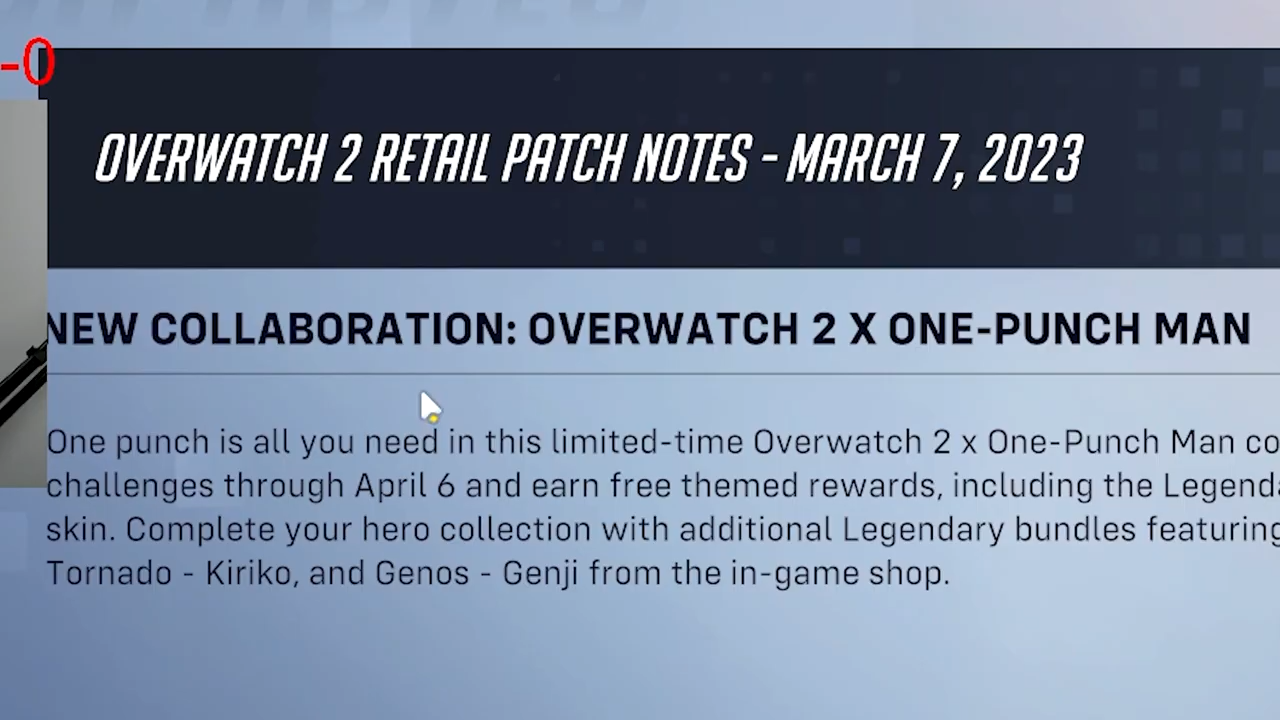 -0
OVERWATCH 2 RETAIL PATCH NOTES - MARCH 7, 2023
NEW COLLABORATION: OVERWATCH 2 X ONE-PUNCH MAN
One punch is all you need in this limited-time Overwatch 2 x One-Punch Man co
challenges through April 6 and earn free themed rewards, including the Legenda
skin. Complete your hero collection with additional Legendary bundles featuring
Tornado - Kiriko, and Genos - Genji from the in-game shop.